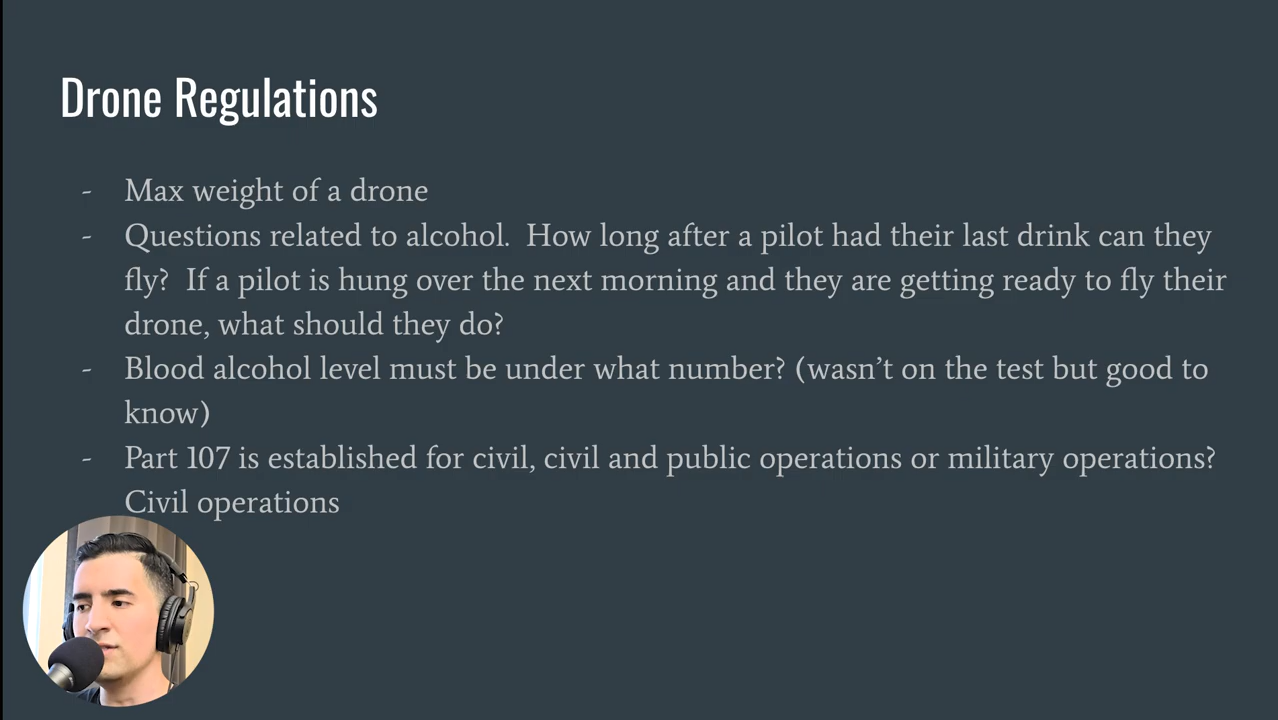 Drone Regulations
- Max weight of a drone
- Questions related to alcohol.  How long after a pilot had their last drink can they
fly?  If a pilot is hung over the next morning and they are getting ready to fly their
drone, what should they do?
- Blood alcohol level must be under what number? (wasn’t on the test but good to
know)
- Part 107 is established for civil, civil and public operations or military operations?
Civil operations